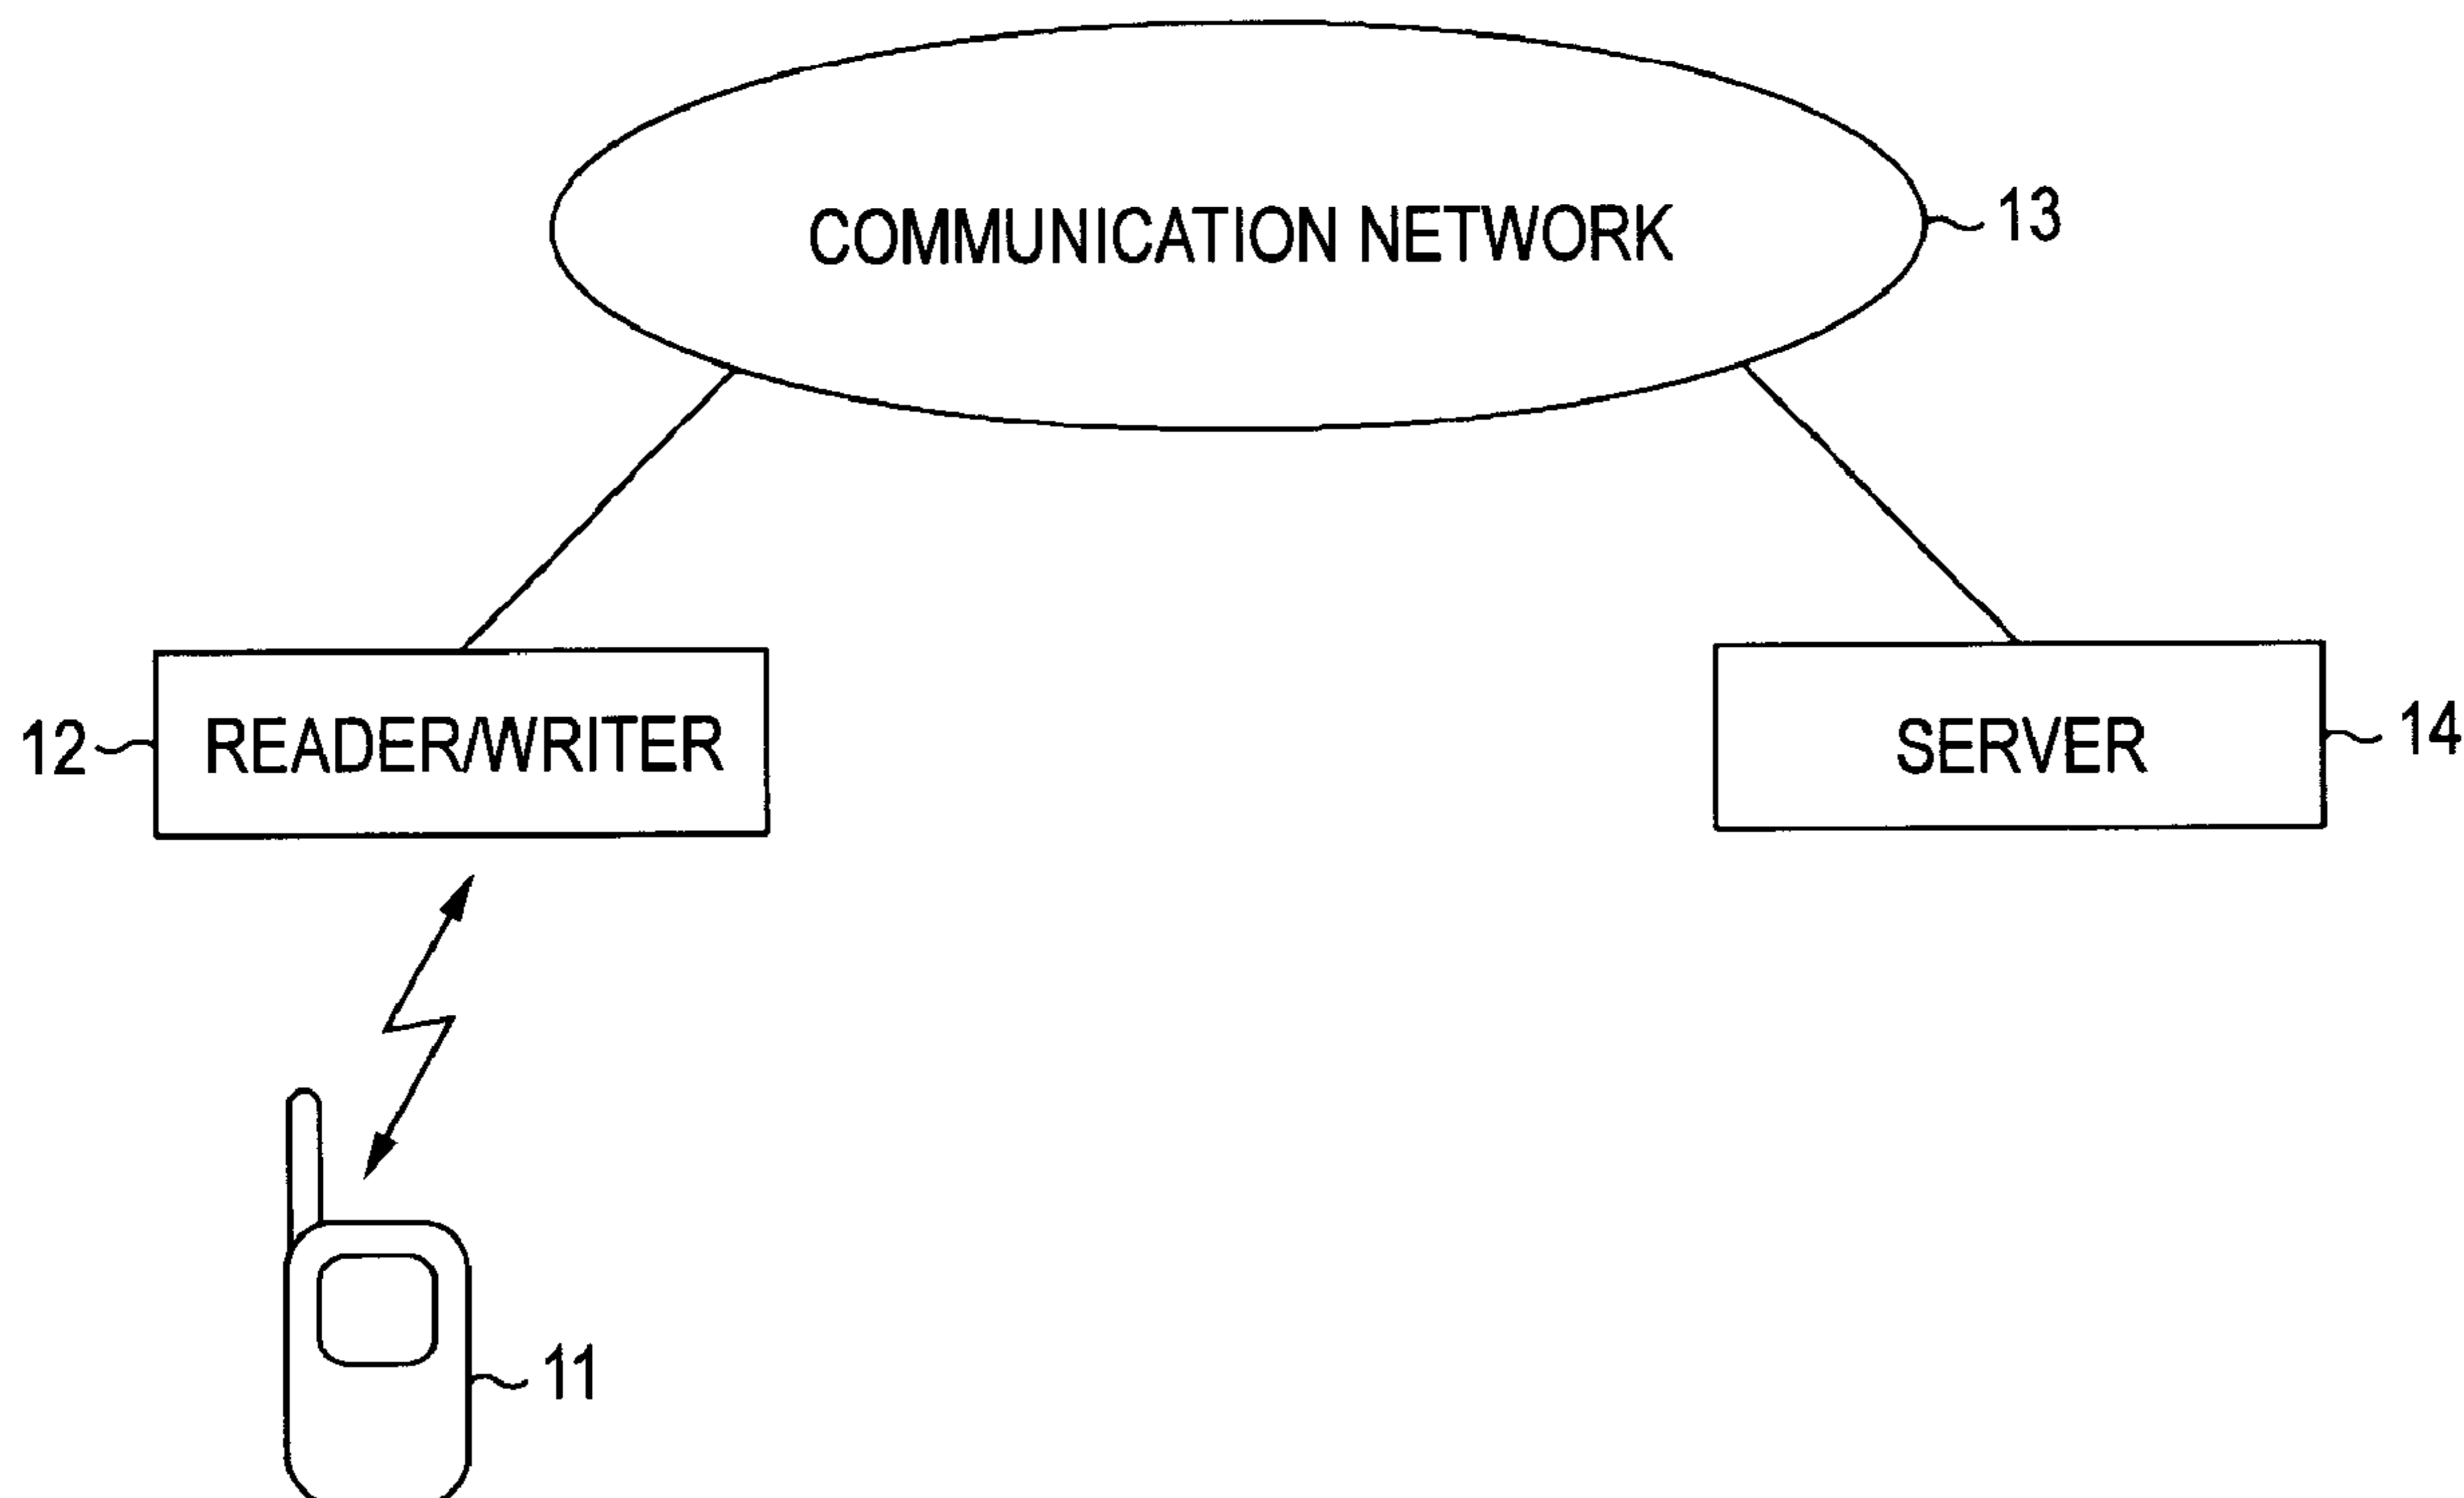 COMMUNICATION NETWORK
13
12
READER/WRITER
SERVER
14
11